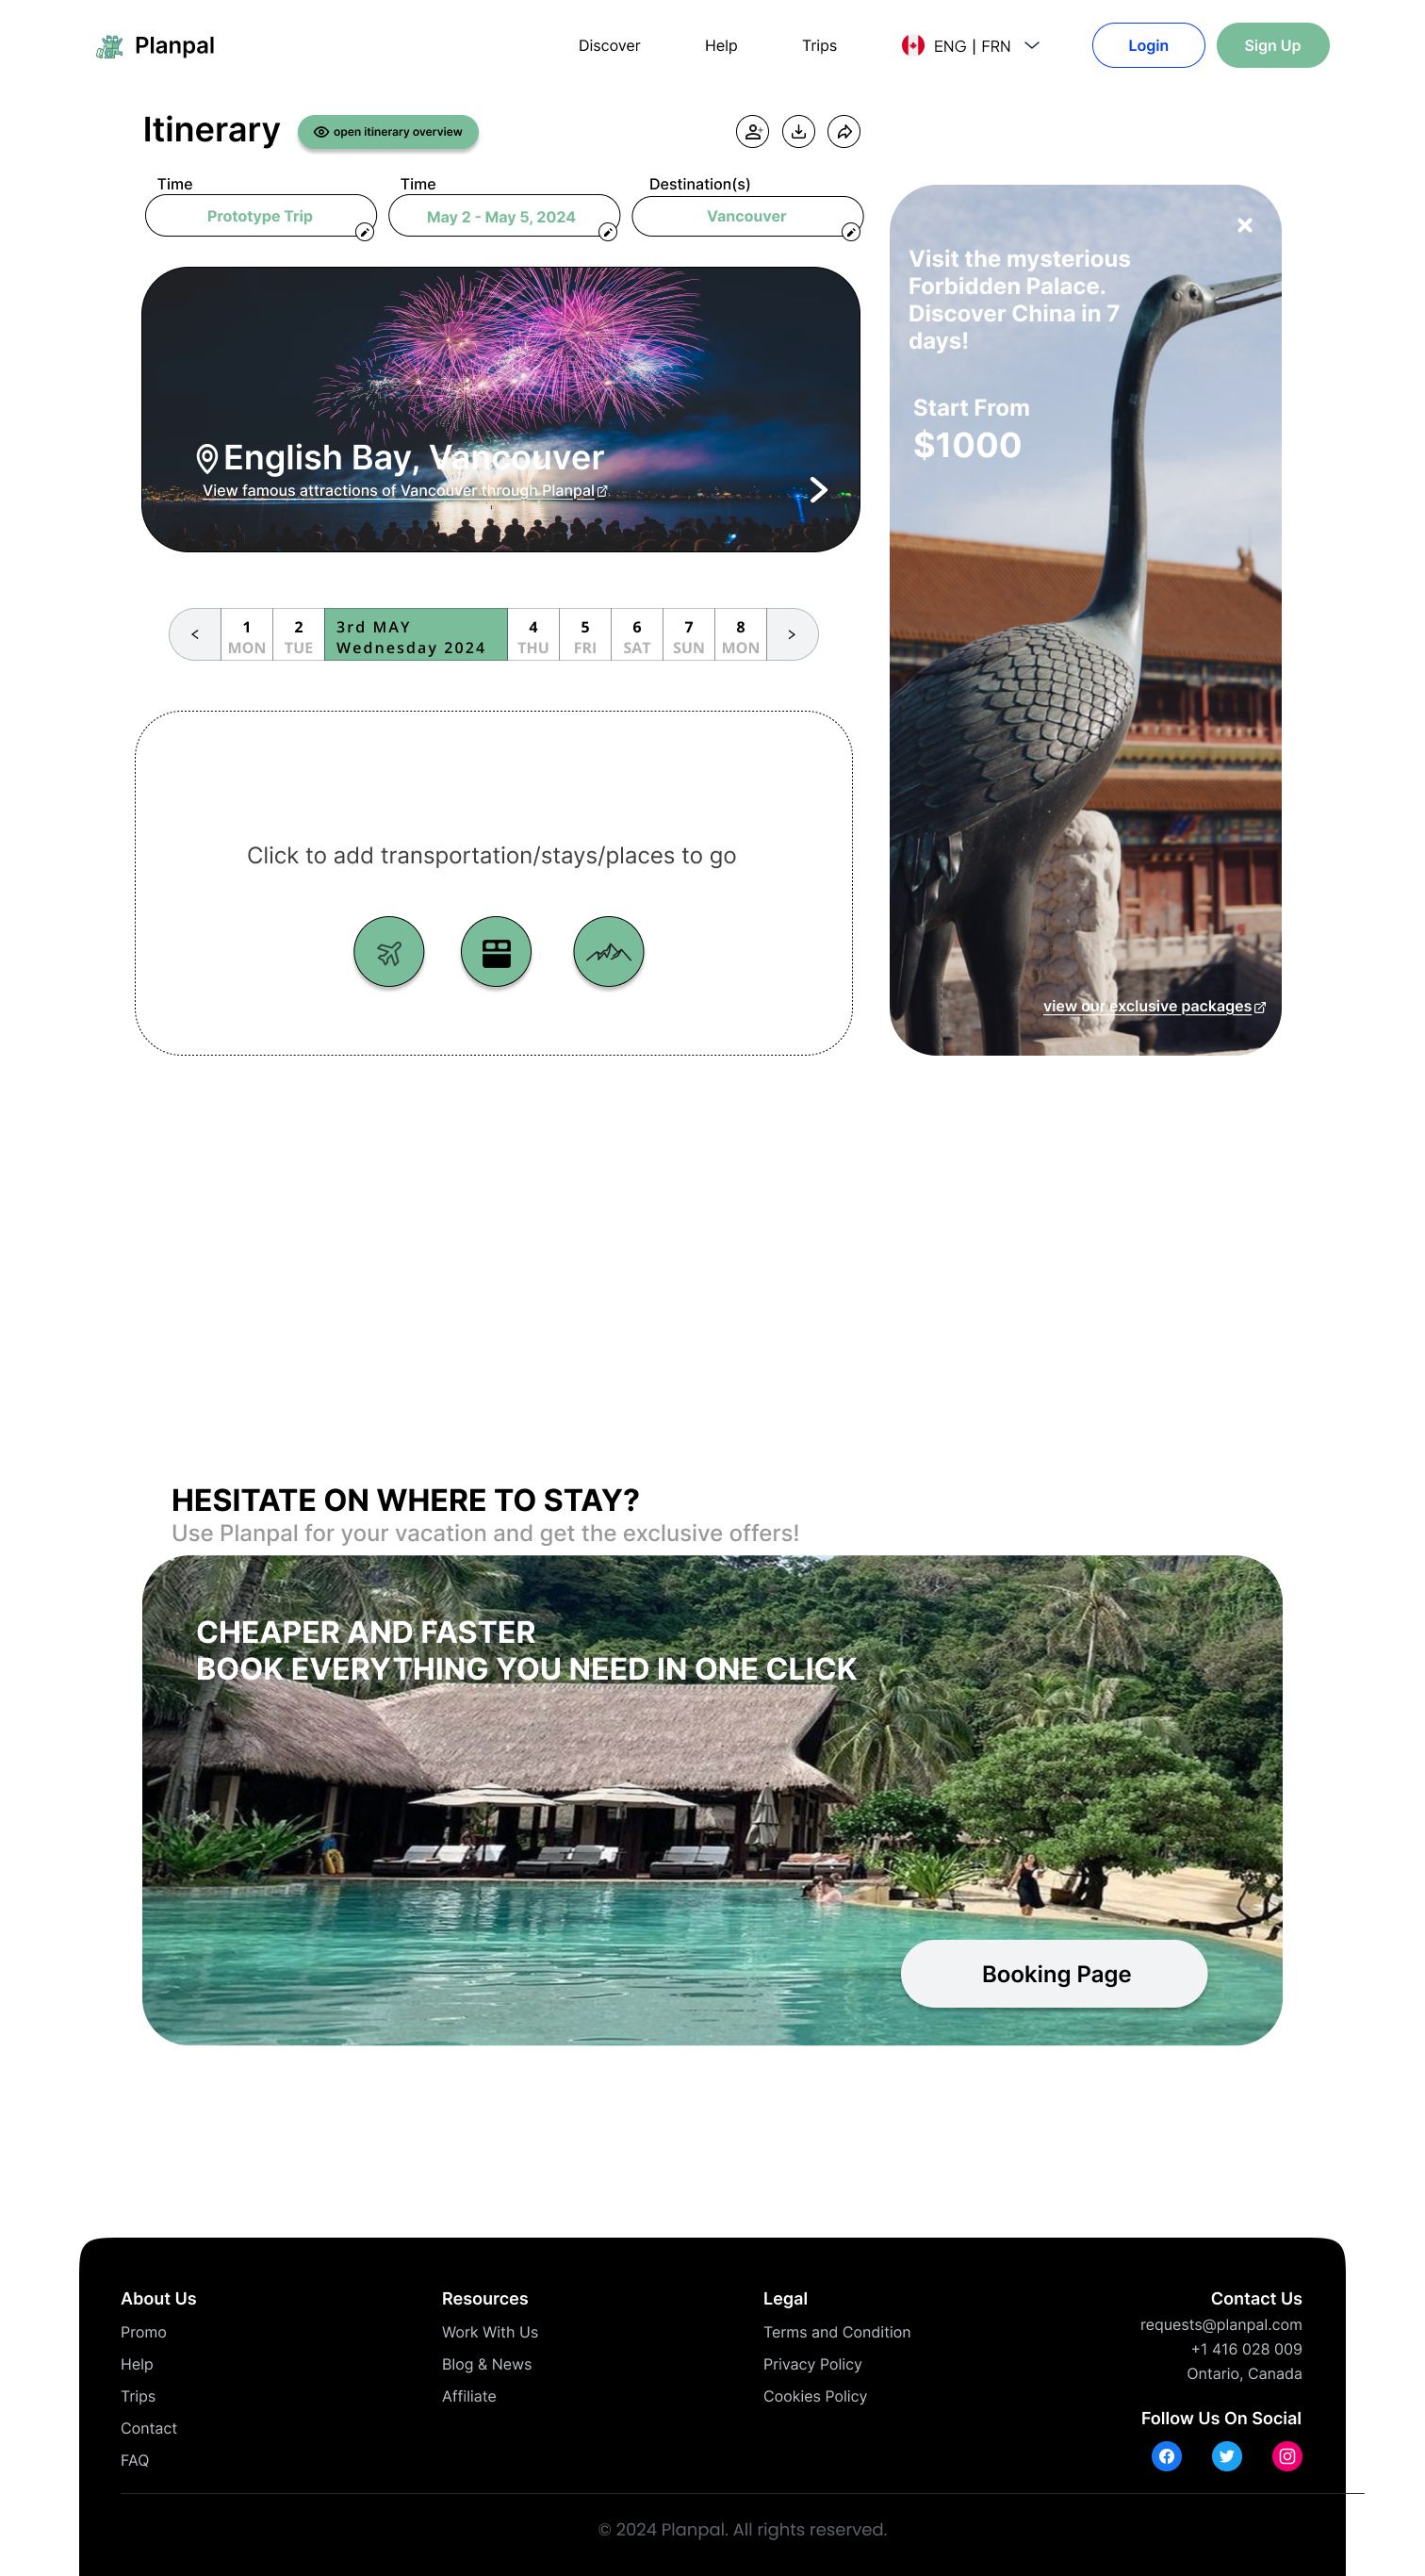 Planpal
Discover
Help
Trips
ENG | FRN
Login
Sign Up
Itinerary
open itinerary overview
Time
Time
Destination(s)
Prototype Trip
May 2 - May 5, 2024
Vancouver
Visit the mysterious
Forbidden Palace.
Discover China in 7
days!
Start From
$1000
English Bay, Vancouver
View famous attractions of Vancouver through Planpal
<
1
MON
2
TUE
3rd MAY
Wednesday 2024
4
THU
5
FRI
6
SAT
7
SUN
8
MON
>
Click to add transportation/stays/places to go
view our exclusive packages
HESITATE ON WHERE TO STAY?
Use Planpal for your vacation and get the exclusive offers!
CHEAPER AND FASTER
BOOK EVERYTHING YOU NEED IN ONE CLICK
Booking Page
About Us
Promo
Help
Trips
Contact
FAQ
Resources
Work With Us
Blog & News
Affiliate
Legal
Terms and Condition
Privacy Policy
Cookies Policy
Contact Us
requests@planpal.com
+1 416 028 009
Ontario, Canada
Follow Us On Social
© 2024 Planpal. All rights reserved.